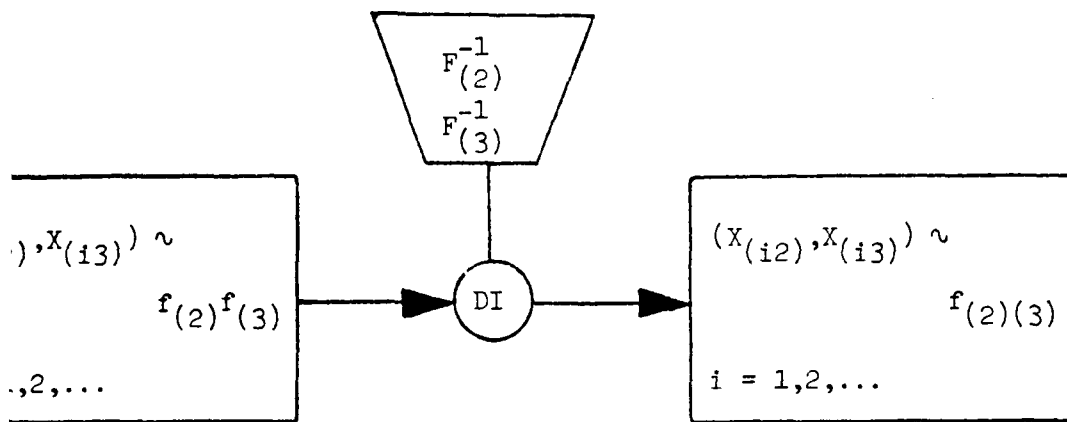 F^{-1}_{(2)}
F^{-1}_{(3)}
),X_{(i3)}) ~
f_{(2)}f_{(3)}
,2,...
DI
(X_{(i2)},X_{(i3)}) ~
f_{(2)(3)}
i = 1,2,...